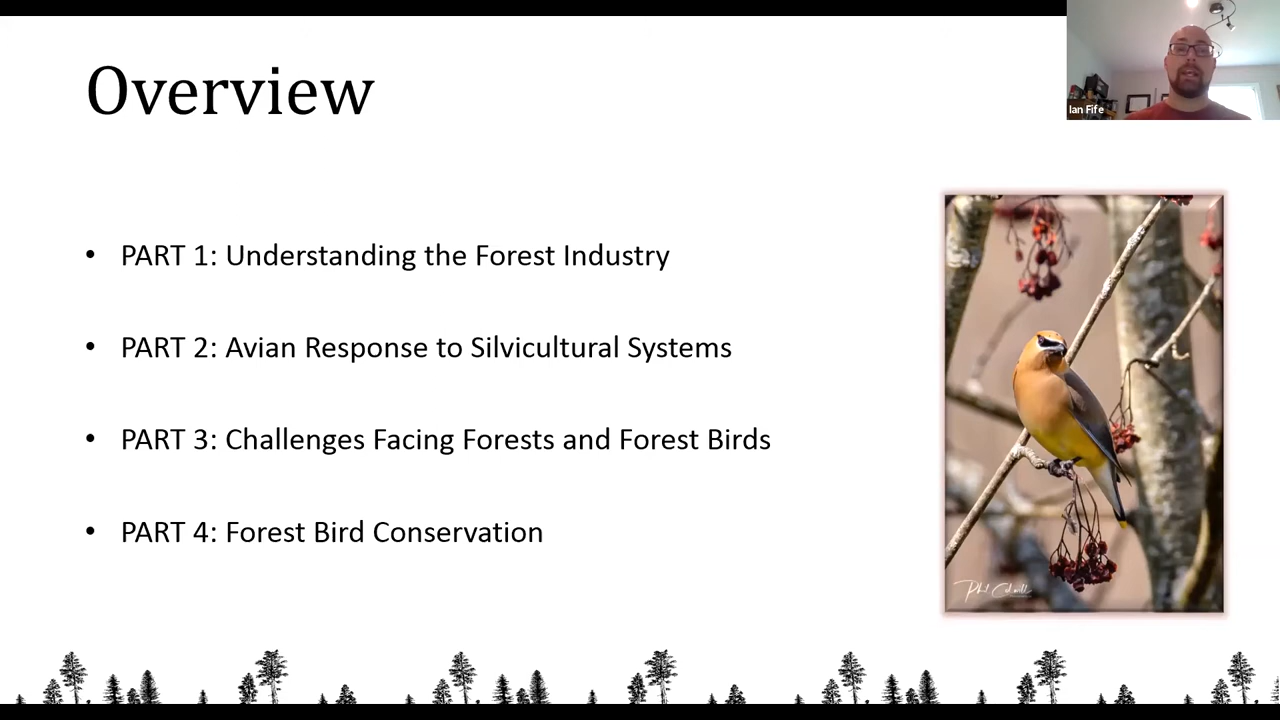 Overview
Ian Fife
• PART 1: Understanding the Forest Industry
• PART 2: Avian Response to Silvicultural Systems
• PART 3: Challenges Facing Forests and Forest Birds
• PART 4: Forest Bird Conservation